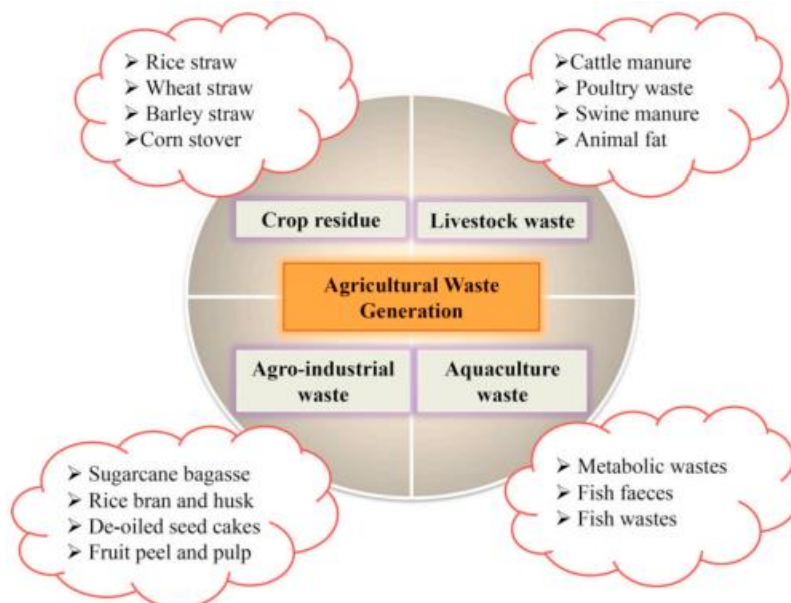 ➢ Rice straw
➢ Wheat straw
➢ Barley straw
➢Corn stover
➢Cattle manure
➢ Poultry waste
➢ Swine manure
➢ Animal fat
Crop residue
Livestock waste
Agricultural Waste
Generation
Agro-industrial
waste
Aquaculture
waste
➢ Sugarcane bagasse
➢ Rice bran and husk
➢ De-oiled seed cakes
➢ Fruit peel and pulp
➢ Metabolic wastes
➢ Fish faeces
➢ Fish wastes